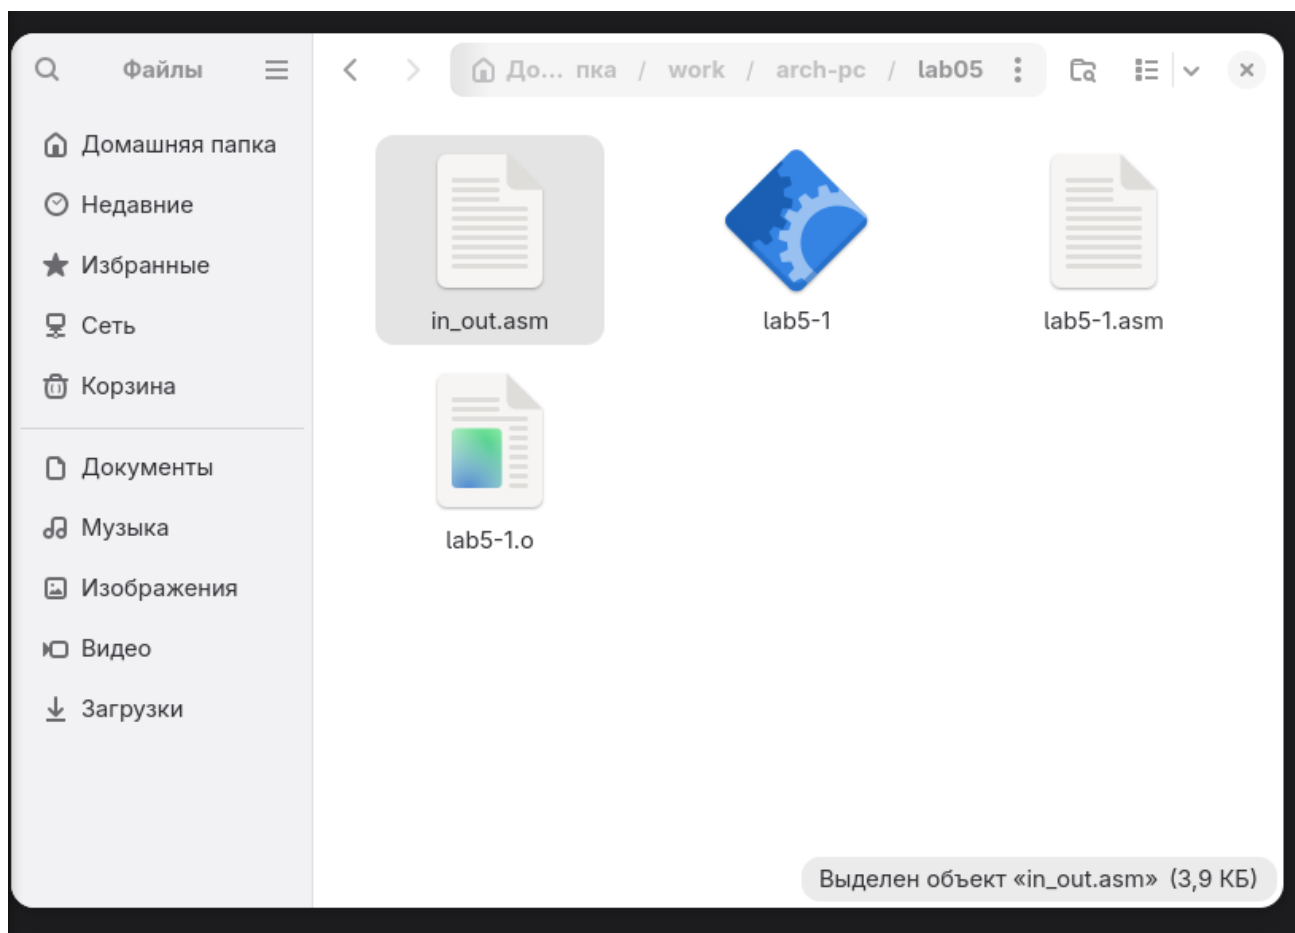 Файлы
До... пка / work / arch-pc / lab05
Домашняя папка
Недавние
Избранные
Сеть
Корзина
Документы
Музыка
Изображения
Видео
Загрузки
in_out.asm
lab5-1
lab5-1.asm
lab5-1.o
Выделен объект «in_out.asm» (3,9 КБ)